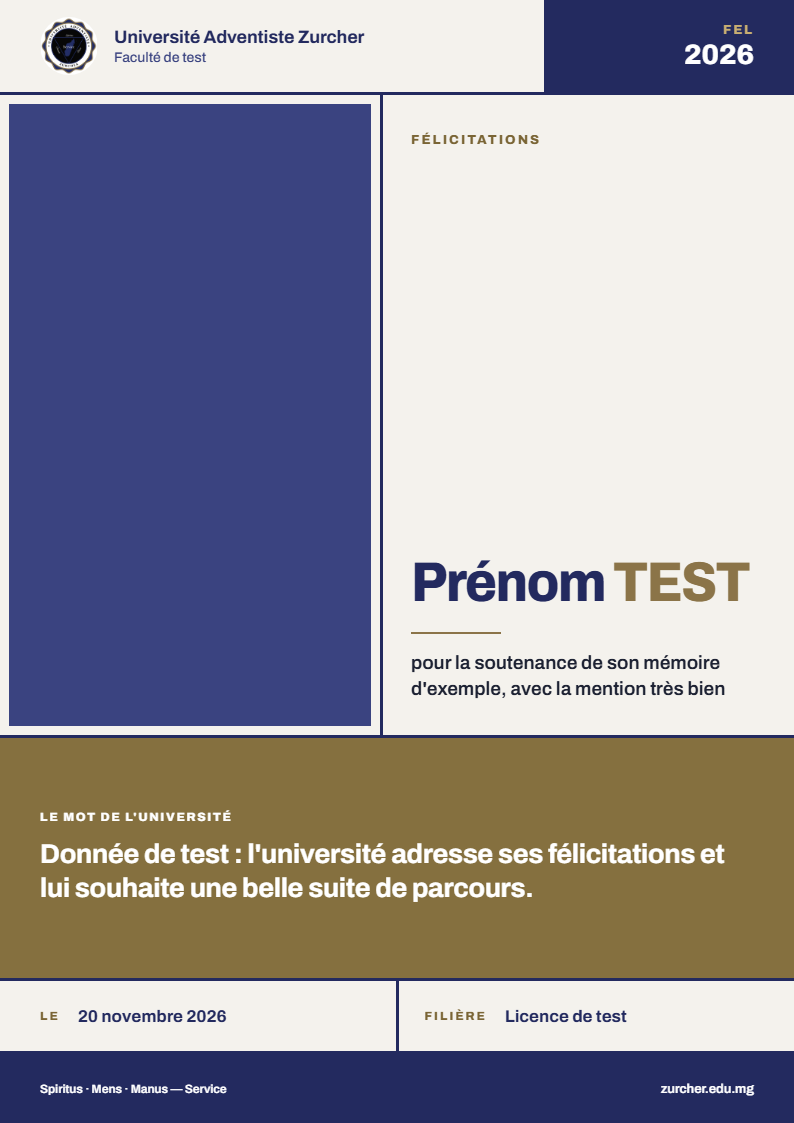 Université Adventiste Zurcher
Faculté de test
FEL
2026
FÉLICITATIONS
Prénom TEST
pour la soutenance de son mémoire
d'exemple, avec la mention très bien
LE MOT DE L'UNIVERSITÉ
Donnée de test : l'université adresse ses félicitations et
lui souhaite une belle suite de parcours.
LE 20 novembre 2026
FILIÈRE Licence de test
Spiritus · Mens · Manus — Service
zurcher.edu.mg